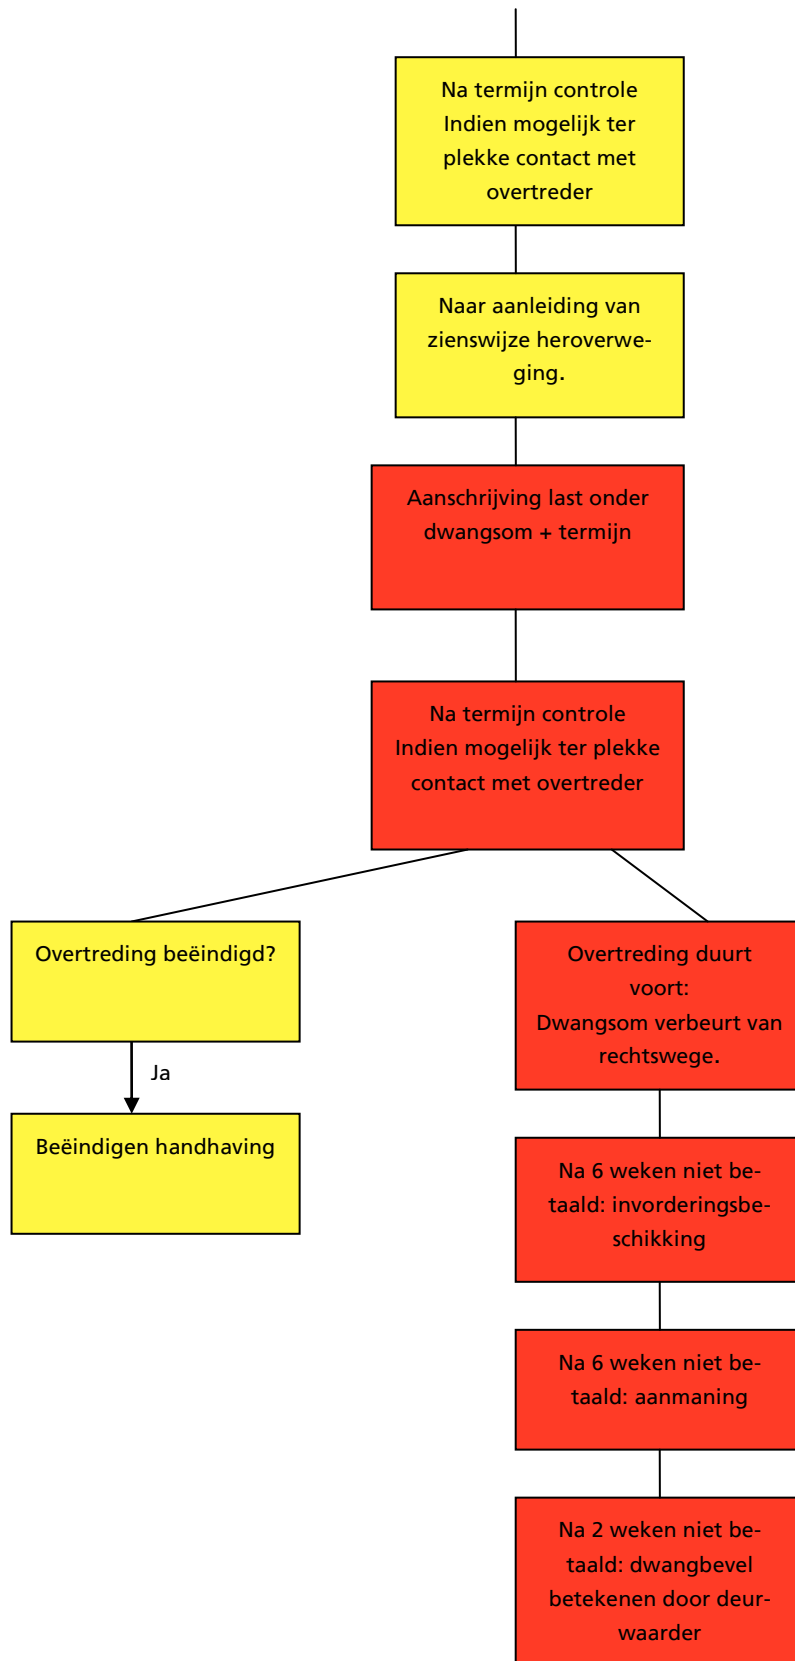 Na termijn controle
Indien mogelijk ter
plekke contact met
overtreder
Naar aanleiding van
zienswijze heroverwe-
ging.
Aanschrijving last onder
dwangsom + termijn
Na termijn controle
Indien mogelijk ter plekke
contact met overtreder
Overtreding beëindigd?
Ja
Beëindigen handhaving
Overtreding duurt
voort:
Dwangsom verbeurt van
rechtswege.
Na 6 weken niet be-
taald: invorderingsbe-
schikking
Na 6 weken niet be-
taald: aanmaning
Na 2 weken niet be-
taald: dwangbevel
betekenen door deur-
waarder